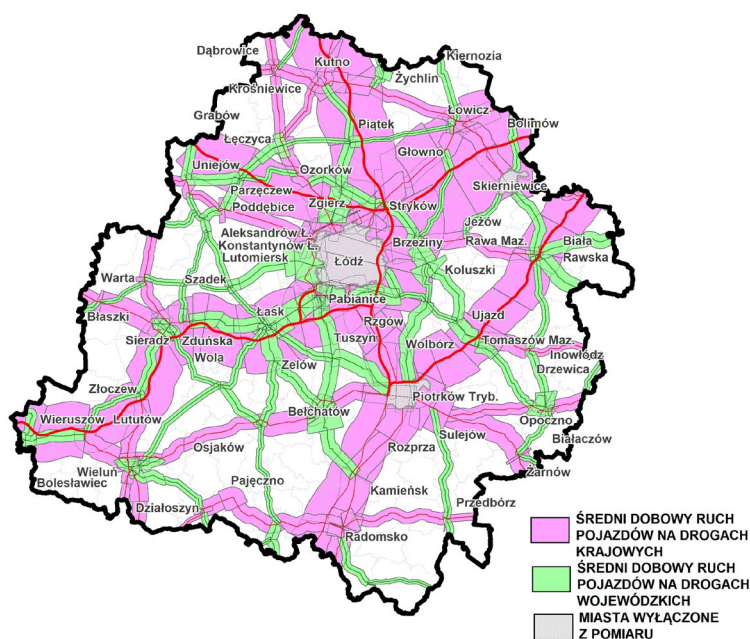 Dąbrowice
Kutno
Kiernozia
Żychlin
Krośniewice
Łowicz
Grabów
Piątek
Bolimów
Łęczyca
Głowno
Uniejów
Ozorków
Skierniewice
Parzęczew
Zgierz
Stryków
Poddębice
Jeżów
Aleksandrów Ł.
Brzeziny
Rawa Maz.
Biała
Rawska
Konstantynów Ł.
Lutomiersk
Łódź
Koluszki
Warta
Szadek
Pabianice
Błaszki
Łask
Rzgów
Ujazd
Sieradz
Zduńska
Wola
Tuszyn
Wolbórz
Tomaszów Maz.
Inowłódz
Zelów
Drzewica
Złoczew
Bełchatów
Piotrków Tryb.
Wieruszów
Lututów
Opoczno
Sulejów
Białaczów
Osjaków
Rozprza
Wieluń
Żarnów
Bolesławiec
Pajęczno
Kamieńsk
Działoszyn
Przedbórz
Radomsko
ŚREDNI DOBOWY RUCH
POJAZDÓW NA DROGACH
KRAJOWYCH
ŚREDNI DOBOWY RUCH
POJAZDÓW NA DROGACH
WOJEWÓDZKICH
MIASTA WYŁĄCZONE
Z POMIARU